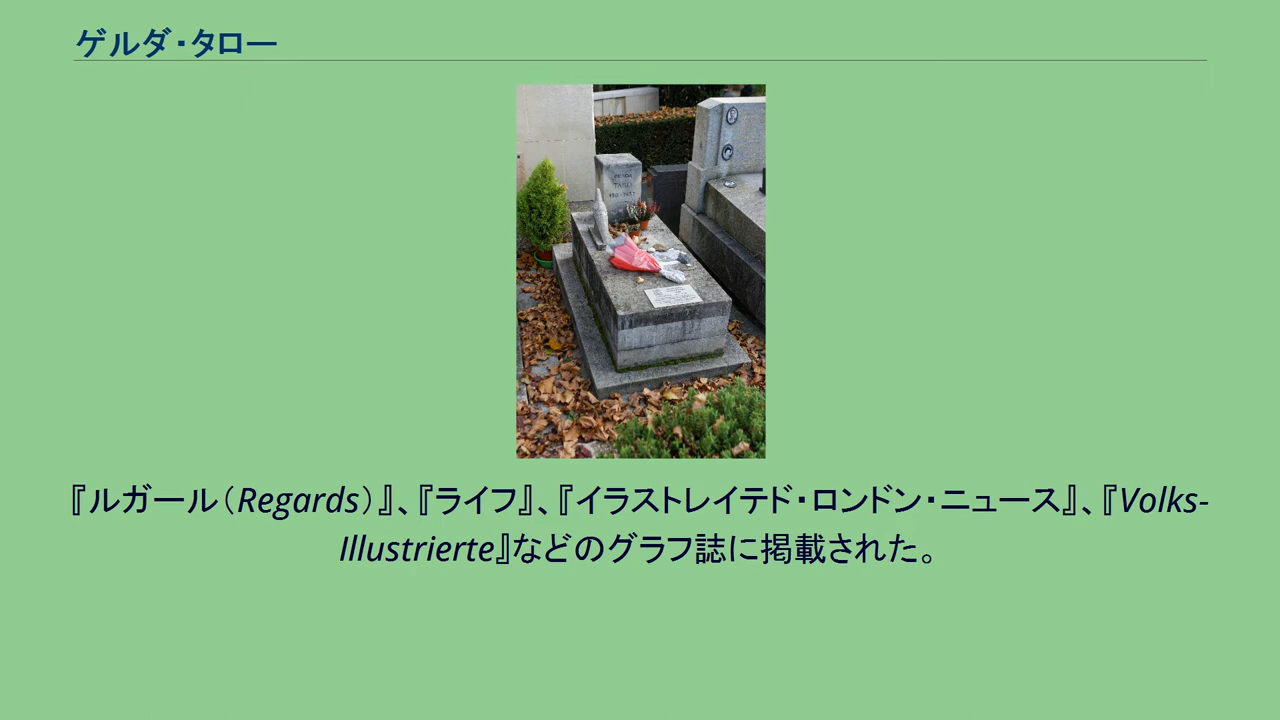 ゲルダ・タロー
TARO
『ルガール（Regards）』、『ライフ』、『イラストレイテド・ロンドン・ニュース』、『Volks-
Illustrierte』などのグラフ誌に掲載された。